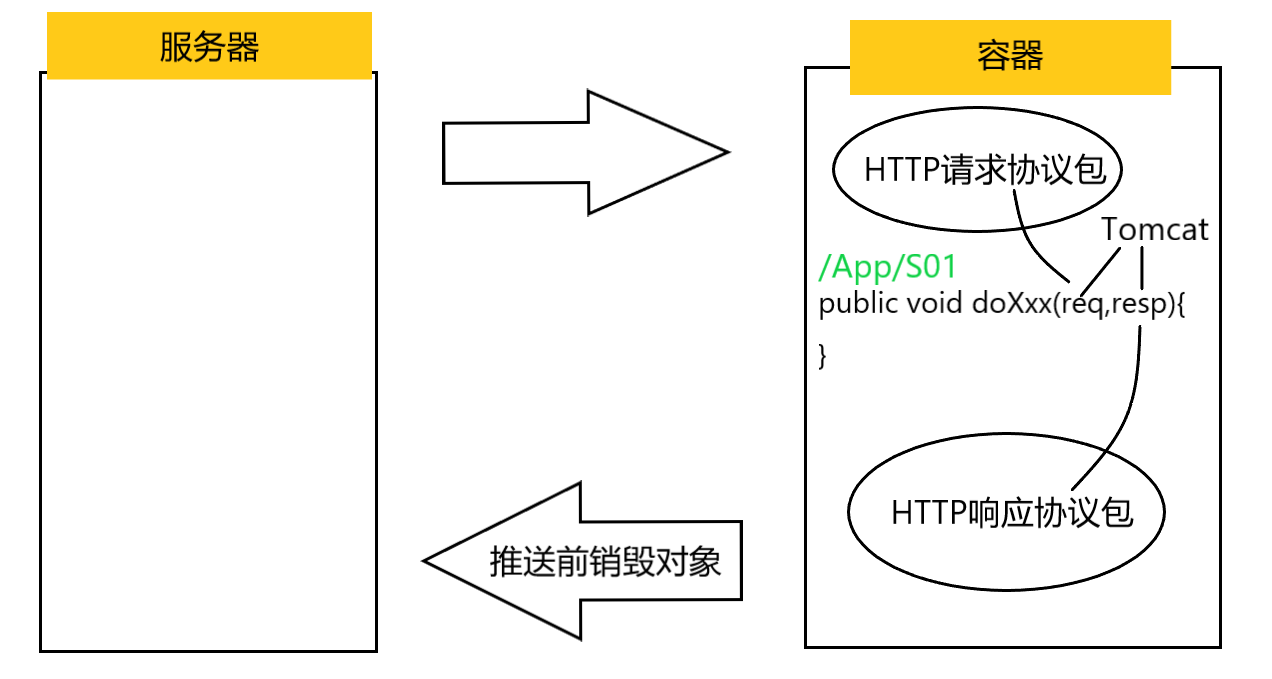 服务器
容器
HTTP请求协议包
Tomcat
/App/S01
public void doXxx(req,resp){
}
HTTP响应协议包
推送前销毁对象